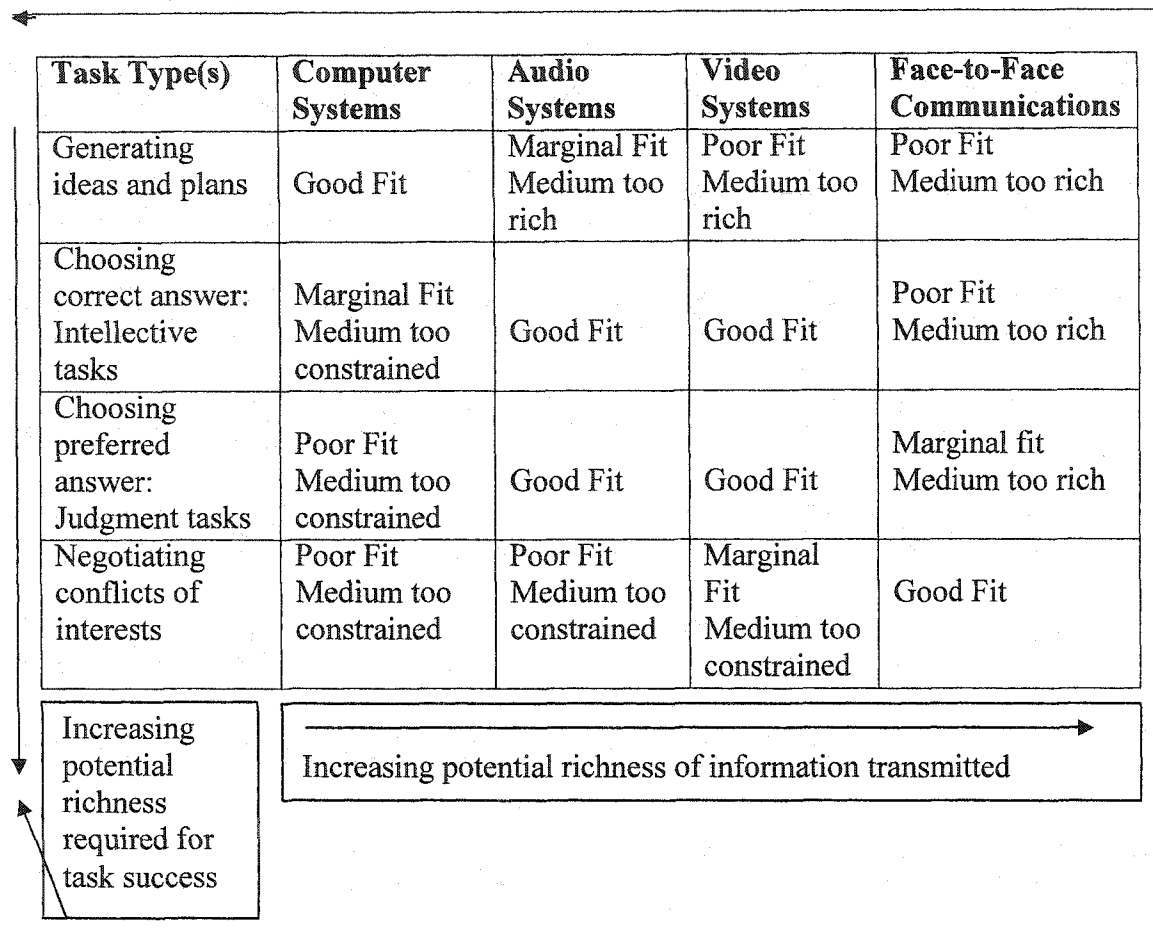 Task Type(s)
Computer
Systems
Audio
Systems
Video
Systems
Face-to-Face
Communications
Generating
ideas and plans
Good Fit
Marginal Fit
Medium too
rich
Poor Fit
Medium too
rich
Poor Fit
Medium too rich
Choosing
correct answer:
Intellective
tasks
Marginal Fit
Medium too
constrained
Good Fit
Good Fit
Poor Fit
Medium too rich
Choosing
preferred
answer:
Judgment tasks
Poor Fit
Medium too
constrained
Good Fit
Good Fit
Marginal fit
Medium too rich
Negotiating
conflicts of
interests
Poor Fit
Medium too
constrained
Poor Fit
Medium too
constrained
Marginal
Fit
Medium too
constrained
Good Fit
Increasing
potential
richness
required for
task success
Increasing potential richness of information transmitted